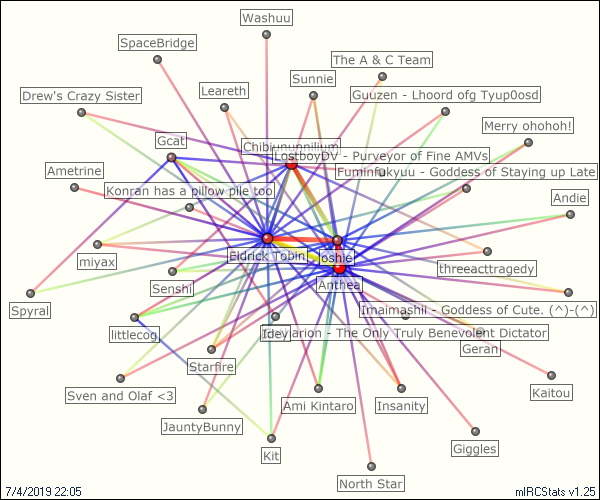 Washuu
SpaceBridge
The A & C Team
Sunnie
Leareth
Guuzen - Lhoord ofg Tyup0osd
Drew's Crazy Sister
Merry ohohoh!
Gcat
Chibinunnilium
LostboyDV - Purveyor of Fine AMVs
Ametrine
Fuminfukyuu - Goddess of Staying up Late
Konran has a pillow pile too
Andie
Eldrick Tobin
Joshie
miyax
threeacttragedy
Senshi
Anthea
Spyral
Imaimashii - Goddess of Cute. (^)-(^)
littlecog
- The Only Truly Benevolent Dictator
Geran
Starfire
Kaitou
Sven and Olaf <3
Ami Kintaro
Insanity
JauntyBunny
Giggles
Kit
North Star
7/4/2019 22:05
mIRCStats v1.25